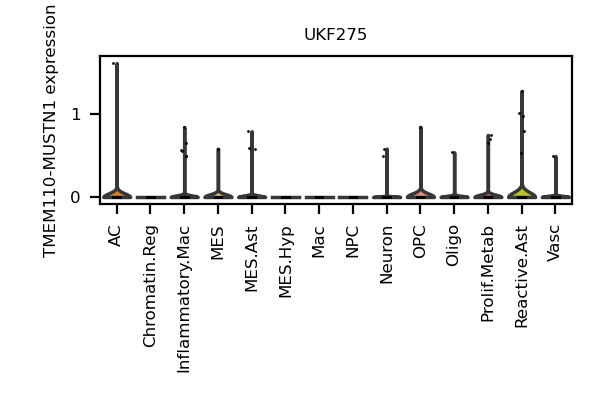 UKF275
TMEM110-MUSTN1 expression
1
0
AC
Chromatin.Reg
Inflammatory.Mac
MES
MES.Ast
MES.Hyp
Mac
NPC
Neuron
OPC
Oligo
Prolif.Metab
Reactive.Ast
Vasc